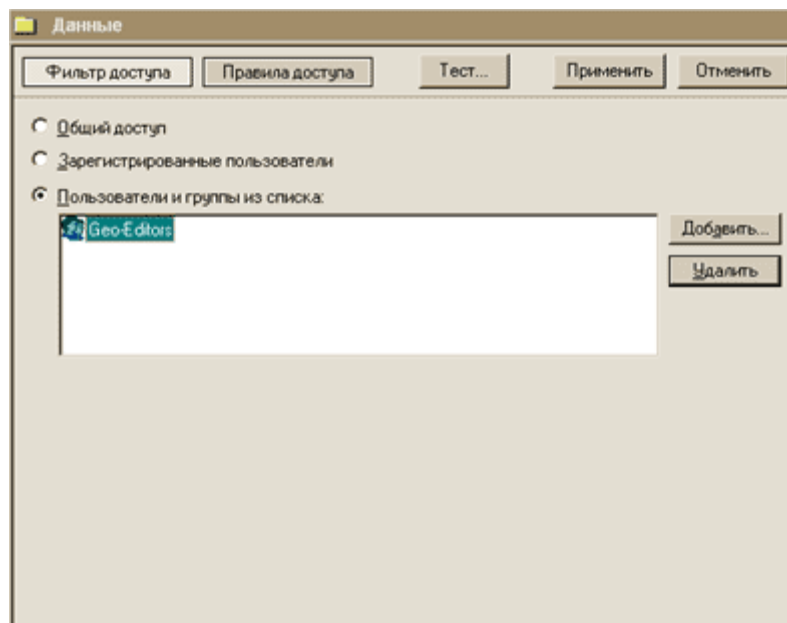 Данные
Фильтр доступа Правила доступа Тест... Применить Отменить
Общий доступ
Зарегистрированные пользователи
Пользователи и группы из списка:
Geo-Editors
Добавить...
Удалить